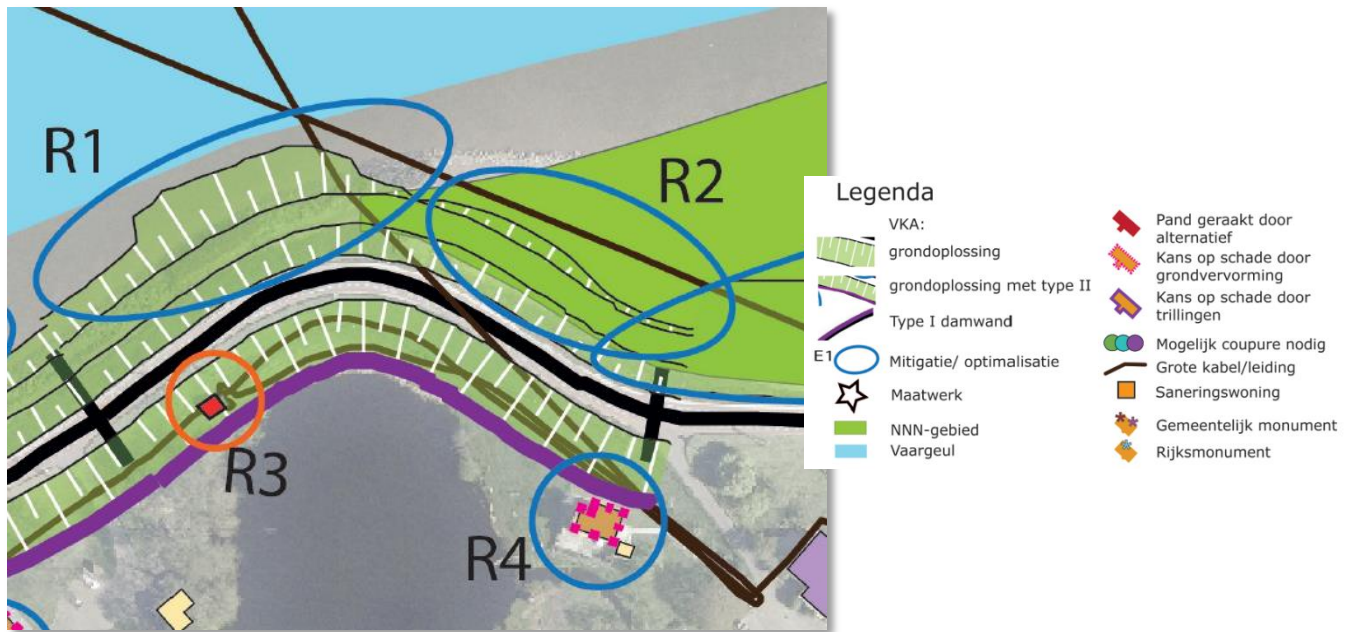 R1
R2
R3
R4
Legenda
VKA:
grondoplossing
grondoplossing met type II
Type I damwand
E1
Mitigatie/ optimalisatie
Maatwerk
NNN-gebied
Vaargeul
Pand geraakt door
alternatief
Kans op schade door
grondvervorming
Kans op schade door
trillingen
Mogelijk coupure nodig
Grote kabel/leiding
Saneringswoning
Gemeentelijk monument
Rijksmonument